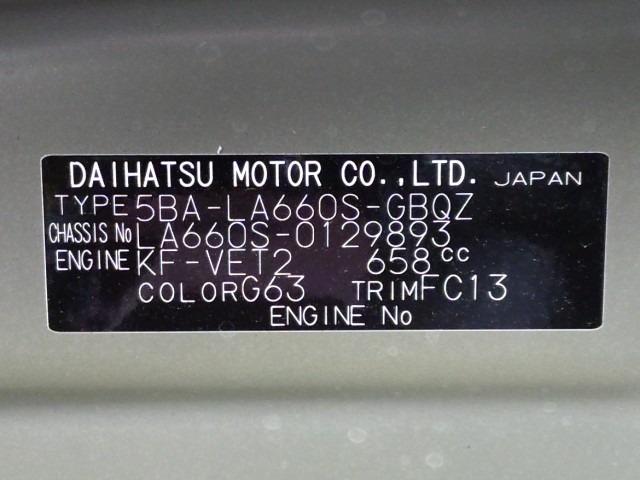 DAIHATSU MOTOR CO.,LTD. JAPAN
TYPE 5BA-LA660S-GBQZ
CHASSIS No LA660S-0129893
ENGINE KF-VET2 658cc
COLOR G63 TRIM FC13
ENGINE No